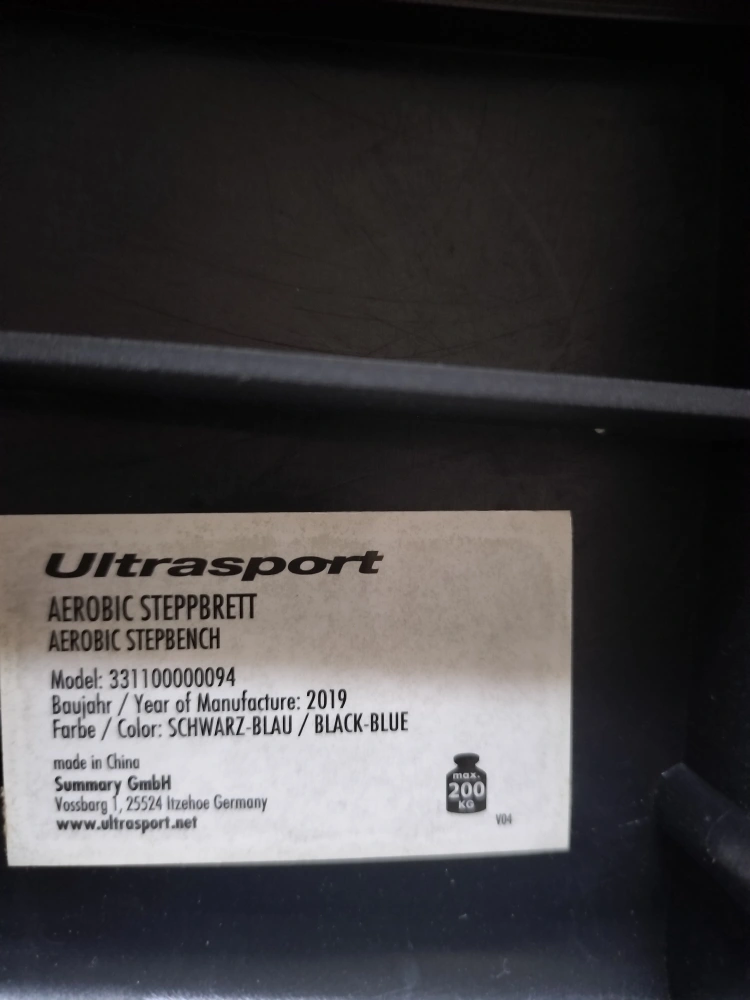 Ultrasport
AEROBIC STEPPBRETT
AEROBIC STEPBENCH
Model: 331100000094
Baujahr / Year of Manufacture: 2019
Farbe / Color: SCHWARZ-BLAU / BLACK-BLUE
made in China
Summary GmbH
Vossbarg 1, 25524 Itzehoe Germany
www.ultrasport.net
max.
200
KG
V04